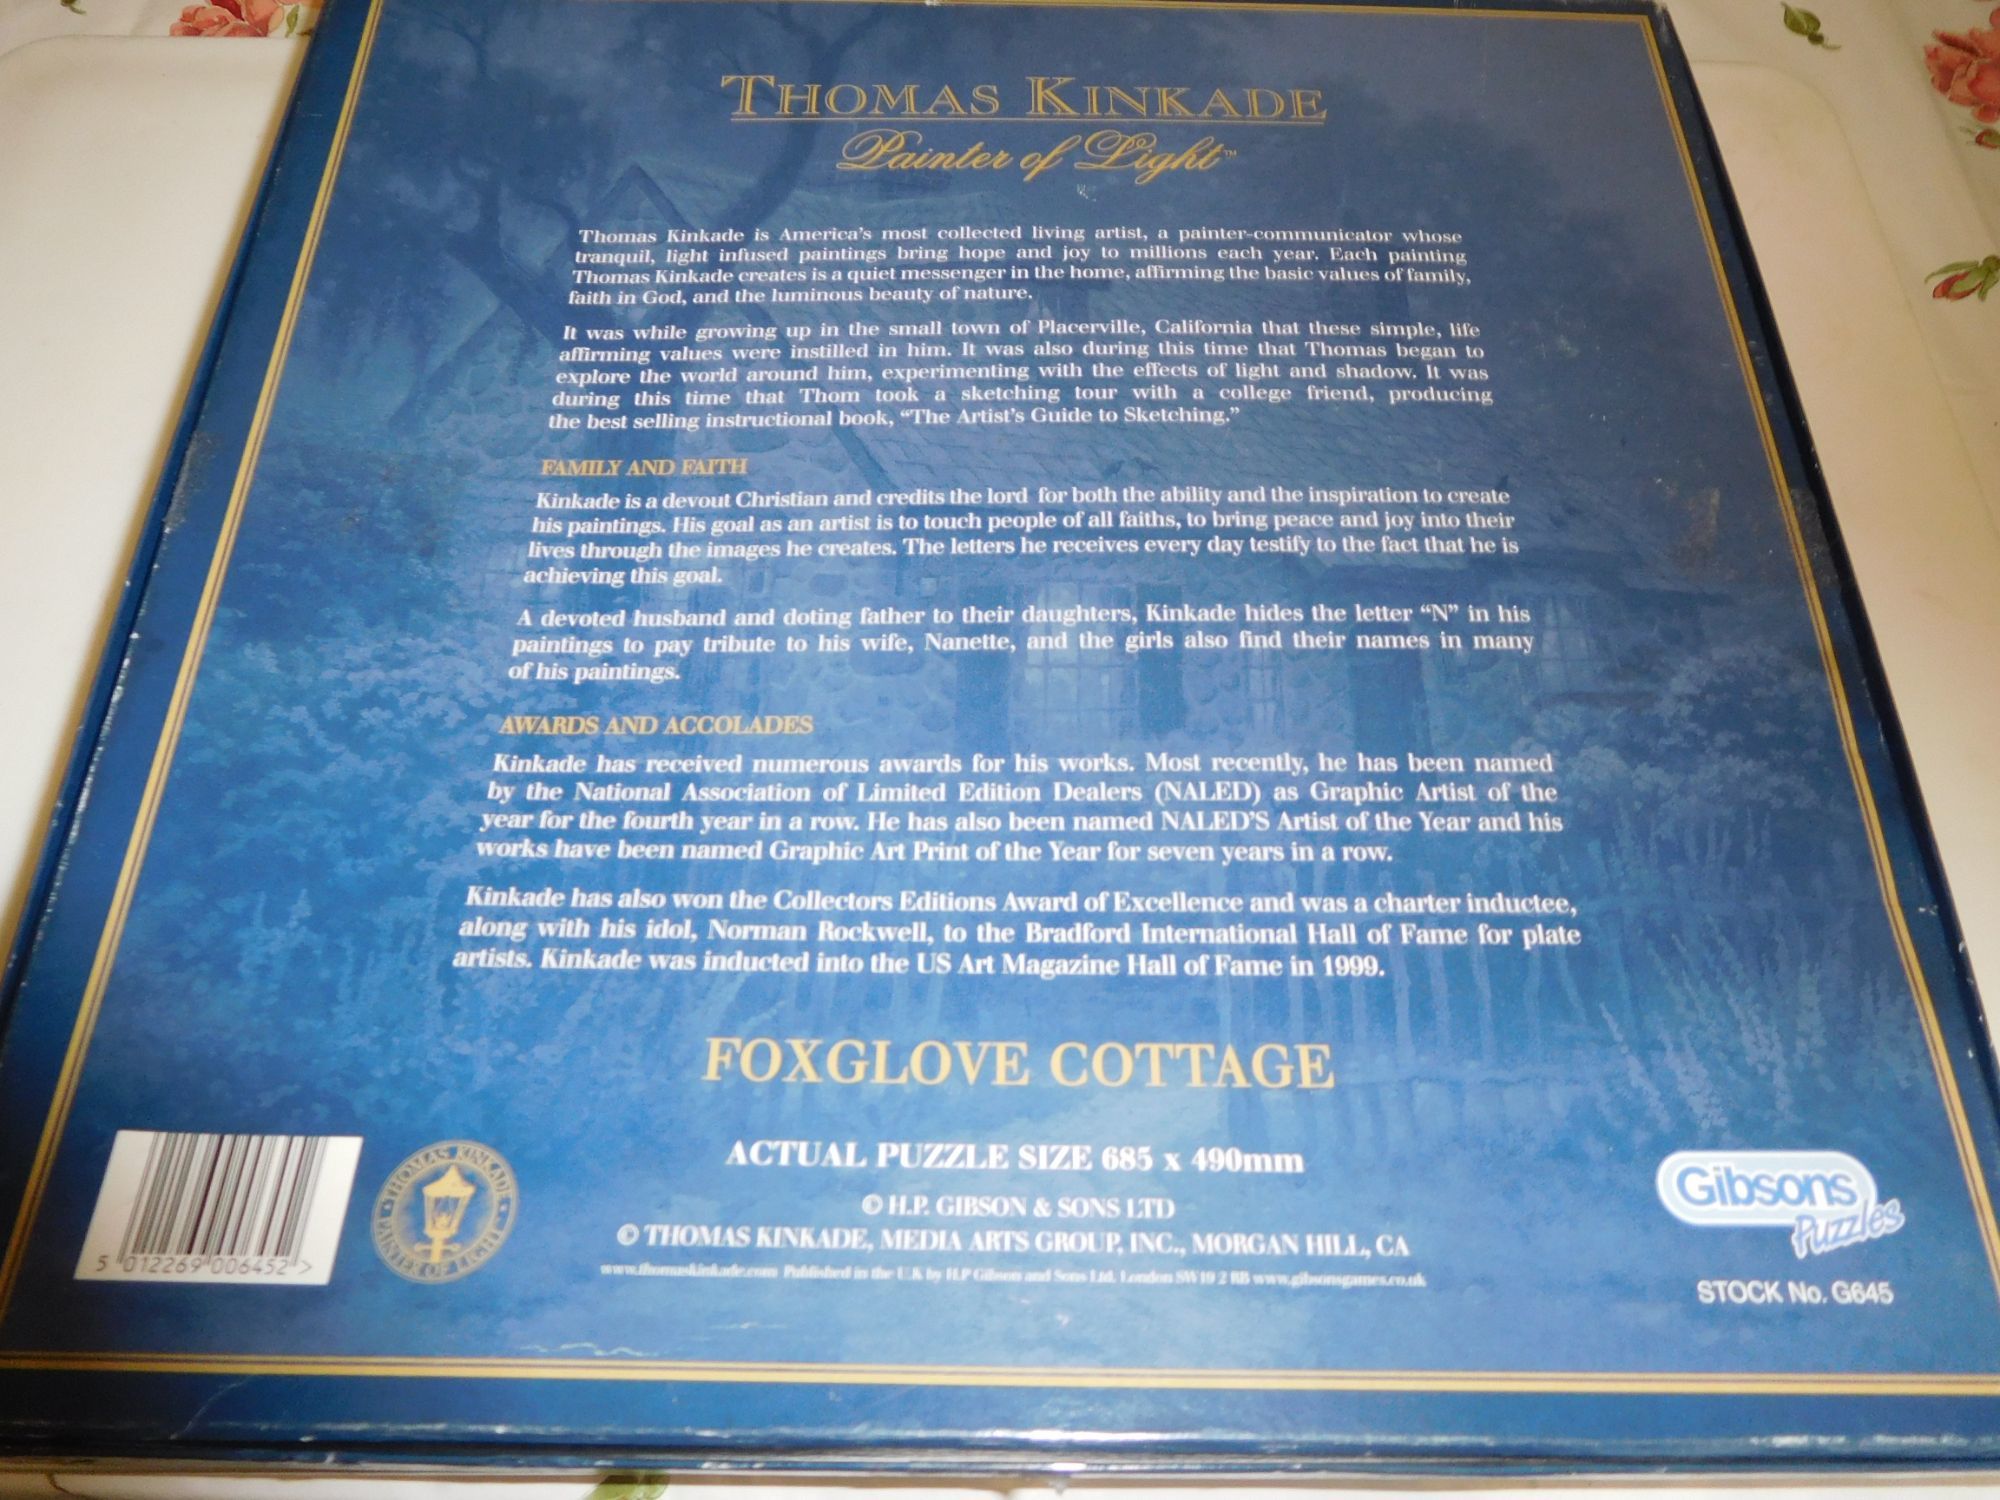 THOMAS KINKADE
Painter of Light™
Thomas Kinkade is America's most collected living artist, a painter-communicator whose
tranquil, light infused paintings bring hope and joy to millions each year. Each painting
Thomas Kinkade creates is a quiet messenger in the home, affirming the basic values of family,
faith in God, and the luminous beauty of nature.
It was while growing up in the small town of Placerville, California that these simple, life
affirming values were instilled in him. It was also during this time that Thomas began to
explore the world around him, experimenting with the effects of light and shadow. It was
during this time that Thom took a sketching tour with a college friend, producing
the best selling instructional book, “The Artist's Guide to Sketching.”
FAMILY AND FAITH
Kinkade is a devout Christian and credits the lord for both the ability and the inspiration to create
his paintings. His goal as an artist is to touch people of all faiths, to bring peace and joy into their
lives through the images he creates. The letters he receives every day testify to the fact that he is
achieving this goal.
A devoted husband and doting father to their daughters, Kinkade hides the letter “N” in his
paintings to pay tribute to his wife, Nanette, and the girls also find their names in many
of his paintings.
AWARDS AND ACCOLADES
Kinkade has received numerous awards for his works. Most recently, he has been named
by the National Association of Limited Edition Dealers (NALED) as Graphic Artist of the
year for the fourth year in a row. He has also been named NALED'S Artist of the Year and his
works have been named Graphic Art Print of the Year for seven years in a row.
Kinkade has also won the Collectors Editions Award of Excellence and was a charter inductee,
along with his idol, Norman Rockwell, to the Bradford International Hall of Fame for plate
artists. Kinkade was inducted into the US Art Magazine Hall of Fame in 1999.
FOXGLOVE COTTAGE
ACTUAL PUZZLE SIZE 685 x 490mm
© H.P. GIBSON & SONS LTD
© THOMAS KINKADE, MEDIA ARTS GROUP, INC., MORGAN HILL, CA
www.thomaskinkade.com Published in the U.K by H.P Gibson and Sons Ltd. London SW19 2 RB www.gibsonsgames.co.uk
5 012269 006452 >
THOMAS KINKADE
PAINTER OF LIGHT
Gibsons
Puzzles
STOCK No. G645